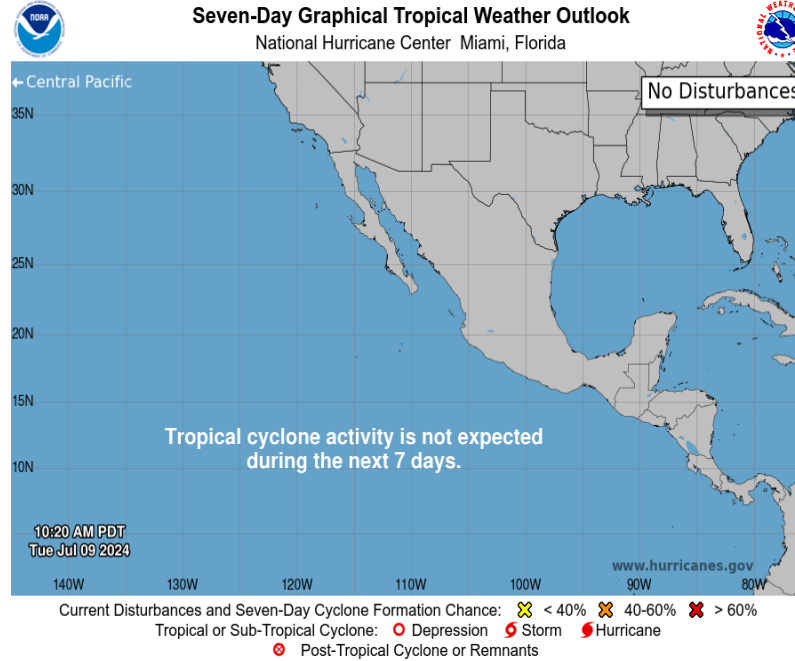 Seven-Day Graphical Tropical Weather Outlook
National Hurricane Center Miami, Florida
NOAA
NATIONAL WEATHER
← Central Pacific
No Disturbances
35N
30N
25N
20N
15N
10N
Tropical cyclone activity is not expected
during the next 7 days.
10:20 AM PDT
Tue Jul 09 2024
www.hurricanes.gov
140W 130W 120W 110W 100W 90W 80W
Current Disturbances and Seven-Day Cyclone Formation Chance: < 40% 40-60% > 60%
Tropical or Sub-Tropical Cyclone: Depression Storm Hurricane
Post-Tropical Cyclone or Remnants